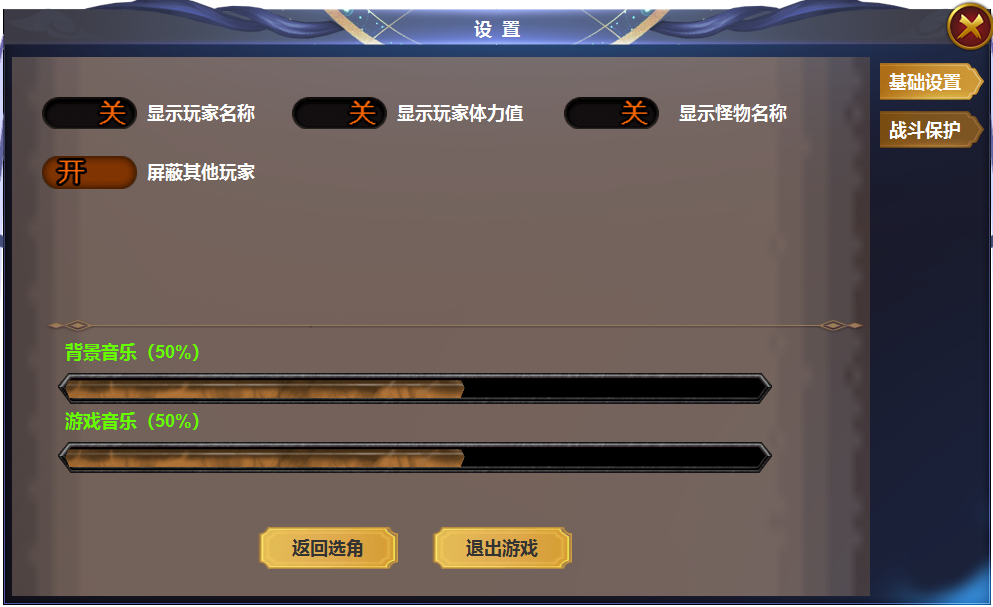 设 置
基础设置
战斗保护
关 显示玩家名称 关 显示玩家体力值 关 显示怪物名称
开 屏蔽其他玩家
背景音乐（50%）
游戏音乐（50%）
返回选角 退出游戏